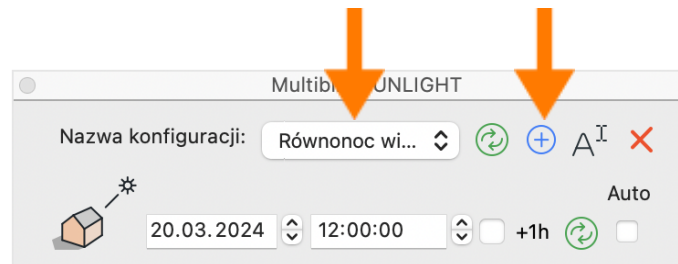 Multibi UNLIGHT
Nazwa konfiguracji: Równonoc wi...
Auto
20.03.2024 12:00:00 +1h